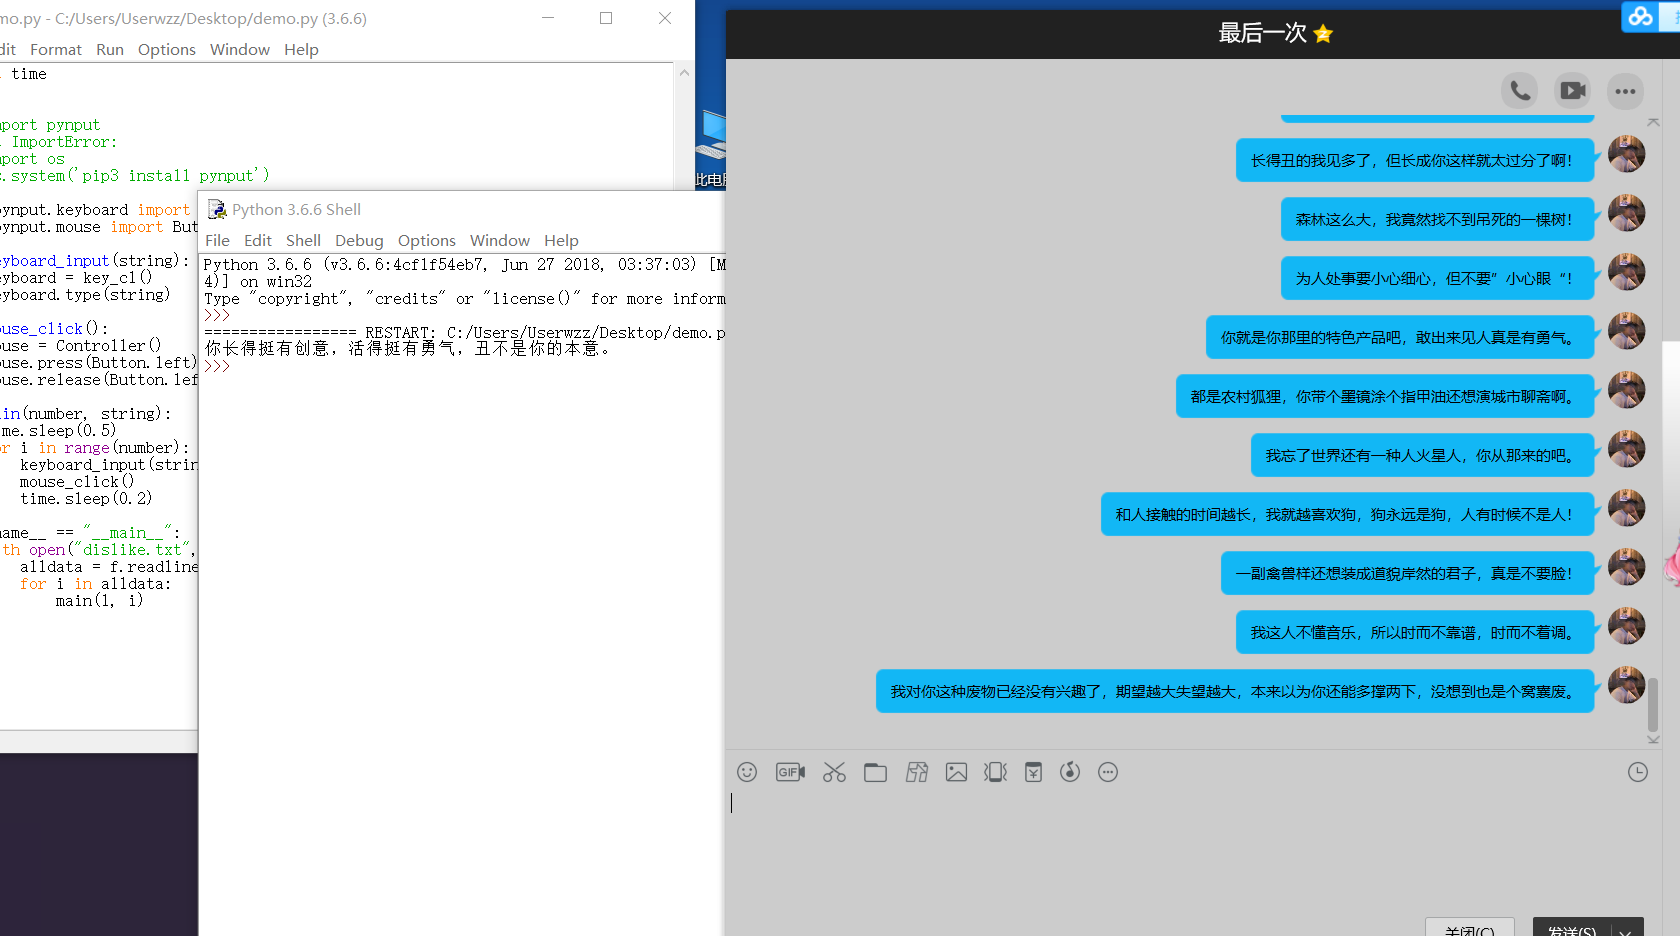 mo.py - C:/Users/Userwzz/Desktop/demo.py (3.6.6)
dit Format Run Options Window Help
time
port pynput
ImportError:
port os
.system('pip3 install pynput')
ynput.keyboard import
ynput.mouse import But
eyboard_input(string):
eyboard = key_cl()
eyboard.type(string)
ouse_click():
ouse = Controller()
ouse.press(Button.left)
ouse.release(Button.lef
in(number, string):
me.sleep(0.5)
or i in range(number):
keyboard_input(strin
mouse_click()
time.sleep(0.2)
name__ == "__main__":
th open("dislike.txt",
alldata = f.readline
for i in alldata:
main(1, i)
Python 3.6.6 Shell
File Edit Shell Debug Options Window Help
Python 3.6.6 (v3.6.6:4cf1f54eb7, Jun 27 2018, 03:37:03) [M
4)] on win32
Type "copyright", "credits" or "license()" for more inform
>>>
================= RESTART: C:/Users/Userwzz/Desktop/demo.p
你长得挺有创意，活得挺有勇气，丑不是你的本意。
>>>
此电脑
最后一次
长得丑的我见多了，但长成你这样就太过分了啊！
森林这么大，我竟然找不到吊死的一棵树！
为人处事要小心细心，但不要”小心眼“！
你就是你那里的特色产品吧，敢出来见人真是有勇气。
都是农村狐狸，你带个墨镜涂个指甲油还想演城市聊斋啊。
我忘了世界还有一种人火星人，你从那来的吧。
和人接触的时间越长，我就越喜欢狗，狗永远是狗，人有时候不是人！
一副禽兽样还想装成道貌岸然的君子，真是不要脸！
我这人不懂音乐，所以时而不靠谱，时而不着调。
我对你这种废物已经没有兴趣了，期望越大失望越大，本来以为你还能多撑两下，没想到也是个窝囊废。
GIF
关闭(C)
发送(S)